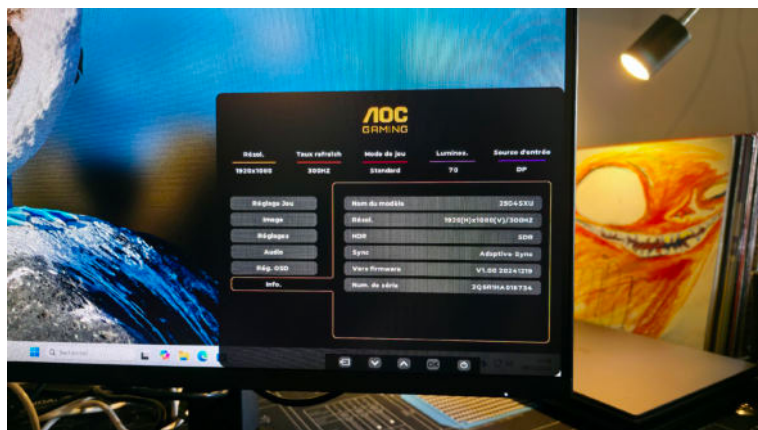 AOC
GAMING
Résol.
Taux refraîch
Mode de jeu
Luminos.
Source d'entrée
1920x1080
300HZ
Standard
70
DP
Réglage Jeu
Image
Réglages
Audio
Rég. OSD
Info.
Nom du modèle
Résol.
1920(H)x1080(V)/300HZ
HDR
SDR
Sync
Adaptive-Sync
Vers firmware
V1.00 20241219
Num. de série
OK